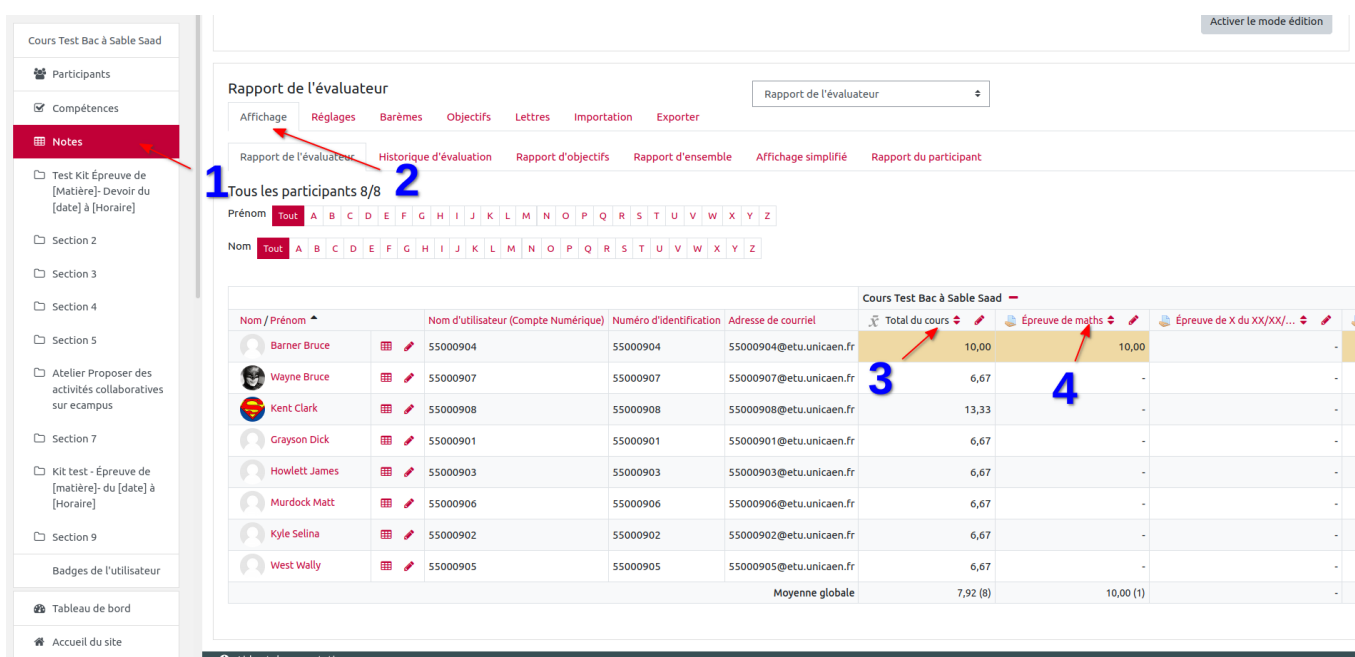 Activer le mode édition
Cours Test Bac à Sable Saad
Participants
Compétences
Notes
Test Kit Épreuve de
[Matière]- Devoir du
[date] à [Horaire]
Section 2
Section 3
Section 4
Section 5
Atelier Proposer des
activités collaboratives
sur ecampus
Section 7
Kit test - Épreuve de
[matière]- du [date] à
[Horaire]
Section 9
Badges de l'utilisateur
Tableau de bord
Accueil du site
1
Rapport de l'évaluateur
Rapport de l'évaluateur
Affichage Réglages Barèmes Objectifs Lettres Importation Exporter
Rapport de l'évaluateur Historique d'évaluation Rapport d'objectifs Rapport d'ensemble Affichage simplifié Rapport du participant
2
Tous les participants 8/8
Prénom Tout A B C D E F G H I J K L M N O P Q R S T U V W X Y Z
Nom Tout A B C D E F G H I J K L M N O P Q R S T U V W X Y Z
Cours Test Bac à Sable Saad
Nom / Prénom Nom d'utilisateur (Compte Numérique) Numéro d'identification Adresse de courriel Total du cours Épreuve de maths Épreuve de X du XX/XX/...
Barner Bruce 55000904 55000904 55000904@etu.unicaen.fr 10,00 10,00 -
Wayne Bruce 55000907 55000907 55000907@etu.unicaen.fr 6,67 - -
3
4
Kent Clark 55000908 55000908 55000908@etu.unicaen.fr 13,33 - -
Grayson Dick 55000901 55000901 55000901@etu.unicaen.fr 6,67 - -
Howlett James 55000903 55000903 55000903@etu.unicaen.fr 6,67 - -
Murdock Matt 55000906 55000906 55000906@etu.unicaen.fr 6,67 - -
Kyle Selina 55000902 55000902 55000902@etu.unicaen.fr 6,67 - -
West Wally 55000905 55000905 55000905@etu.unicaen.fr 6,67 - -
Moyenne globale 7,92 (8) 10,00 (1) -